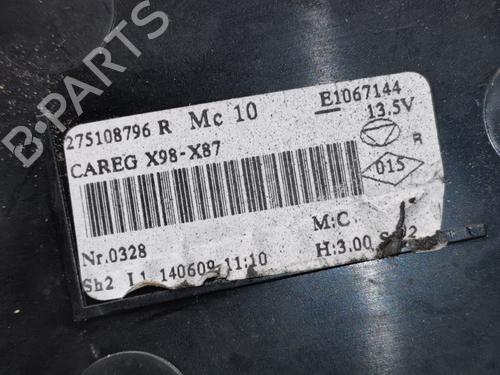 B-PARTS
275108796 R Mc 10
E1067144
13.5V
CAREG X98-X87
R
015
Nr.0328
M:C
Sh2 L1 140609 11:10
H:3.00